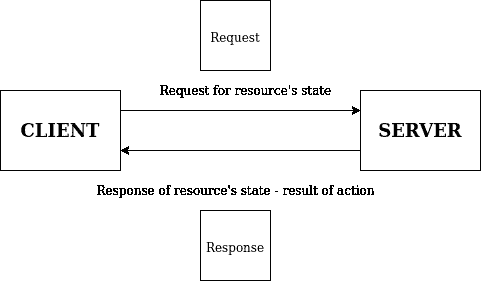 Request
Request for resource's state
CLIENT
SERVER
Response of resource's state - result of action
Response